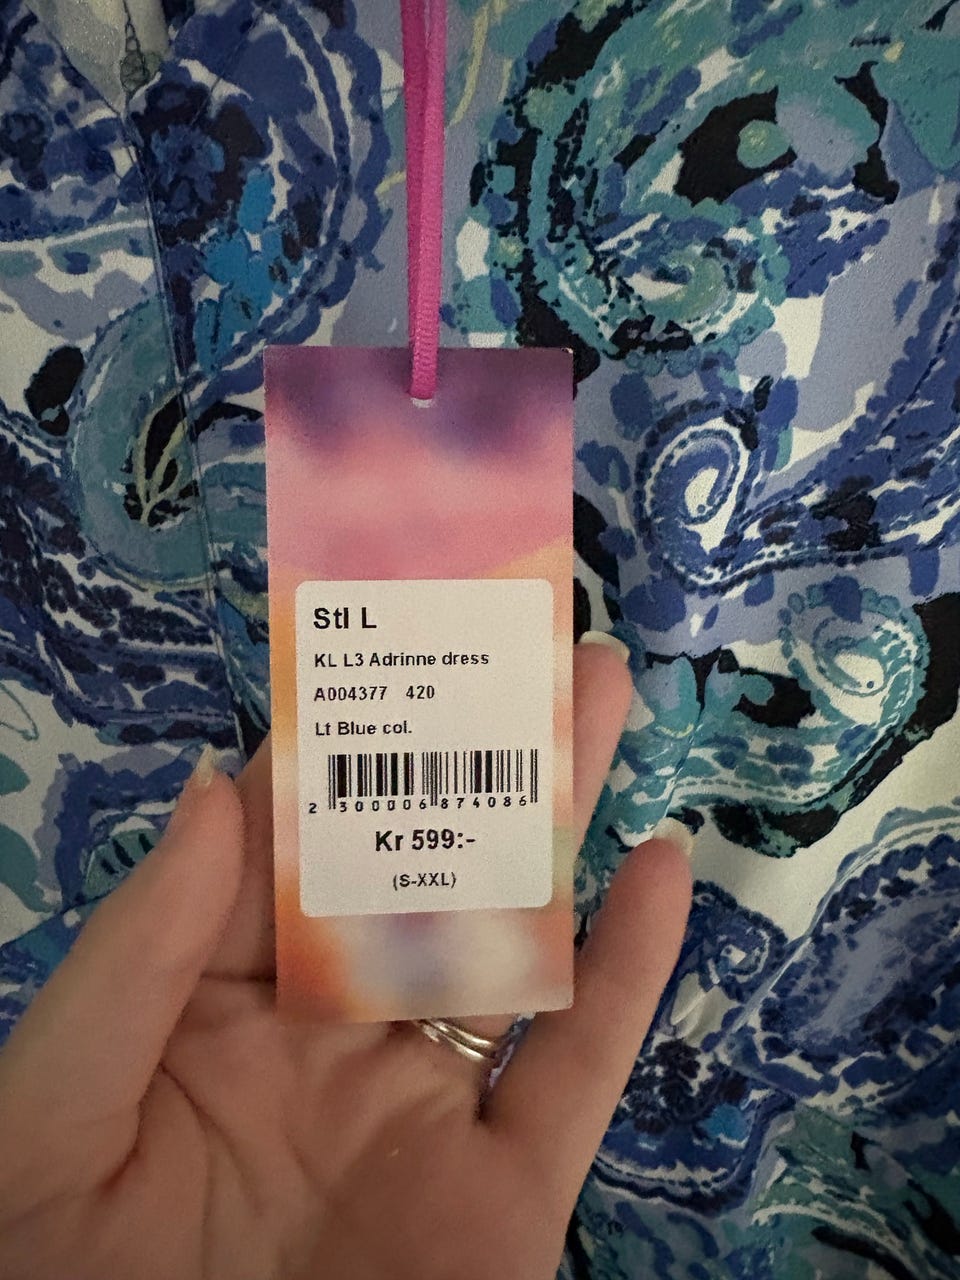 Stl L
KL L3 Adrinne dress
A004377 420
Lt Blue col.
2 300006 874086
Kr 599:-
(S-XXL)